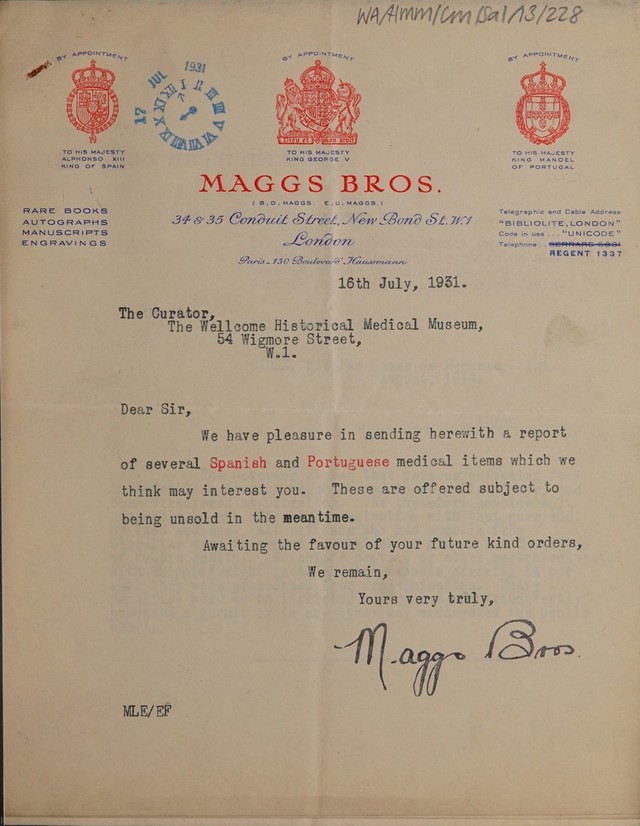 WA/HMM/Cm/Sal/13/228
BY APPOINTMENT
TO HIS MAJESTY
ALPHONSO XIII
KING OF SPAIN
17 JUL 1931
BY APPOINTMENT
TO HIS MAJESTY
KING GEORGE V
BY APPOINTMENT
TO HIS MAJESTY
KING MANOEL
OF PORTUGAL
MAGGS BROS.
(B.D. MAGGS E.U. MAGGS.)
34 & 35 Conduit Street, New Bond St. W.1
London
Paris - 130 Boulevard Hausmann
RARE BOOKS
AUTOGRAPHS
MANUSCRIPTS
ENGRAVINGS
Telegraphic and Cable Address
"BIBLIOLITE, LONDON"
Code in use ... "UNICODE"
Telephone:
REGENT 1337
16th July, 1931.
The Curator,
The Wellcome Historical Medical Museum,
54 Wigmore Street,
W.1.
Dear Sir,
We have pleasure in sending herewith a report
of several Spanish and Portuguese medical items which we
think may interest you. These are offered subject to
being unsold in the meantime.
Awaiting the favour of your future kind orders,
We remain,
Yours very truly,
Maggs Bros.
MLE/EF